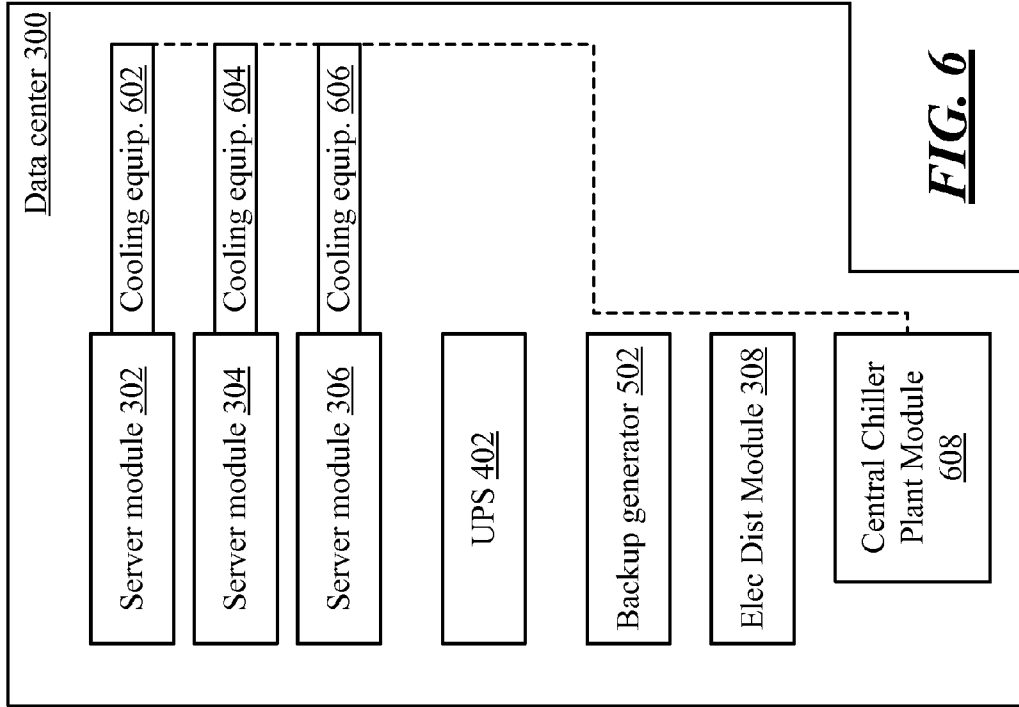 Data center 300
Server module 302
Cooling equip. 602
Server module 304
Cooling equip. 604
Server module 306
Cooling equip. 606
UPS 402
Backup generator 502
Elec Dist Module 308
Central Chiller
Plant Module
608
FIG. 6